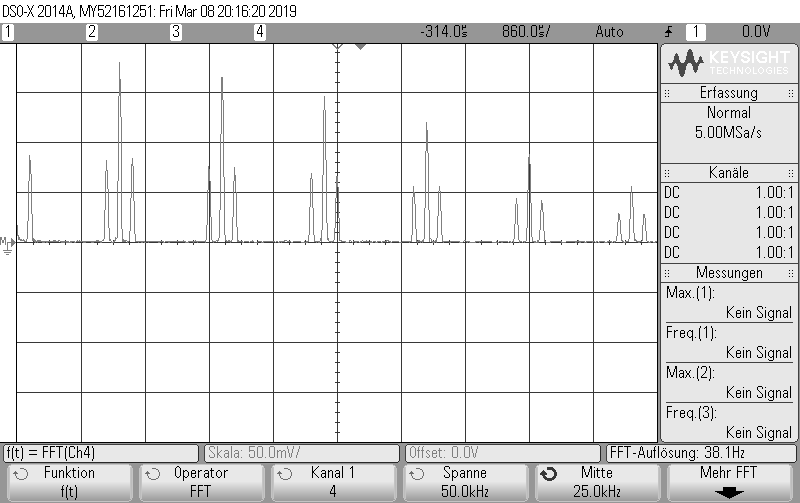 DSO-X 2014A, MY52161251: Fri Mar 08 20:16:20 2019
1 2 3 4 -314.0µs 860.0µs/ Auto 1 0.0V
KEYSIGHT
TECHNOLOGIES
Erfassung
Normal
5.00MSa/s
Kanäle
DC 1.00:1
DC 1.00:1
DC 1.00:1
DC 1.00:1
Messungen
Max.(1):
Kein Signal
Freq.(1):
Kein Signal
Max.(2):
Kein Signal
Freq.(3):
Kein Signal
M
f(t) = FFT(Ch4) Skala: 50.0mV/ Offset: 0.0V FFT-Auflösung: 38.1Hz
Funktion Operator Kanal 1 Spanne Mitte Mehr FFT
f(t) FFT 4 50.0kHz 25.0kHz